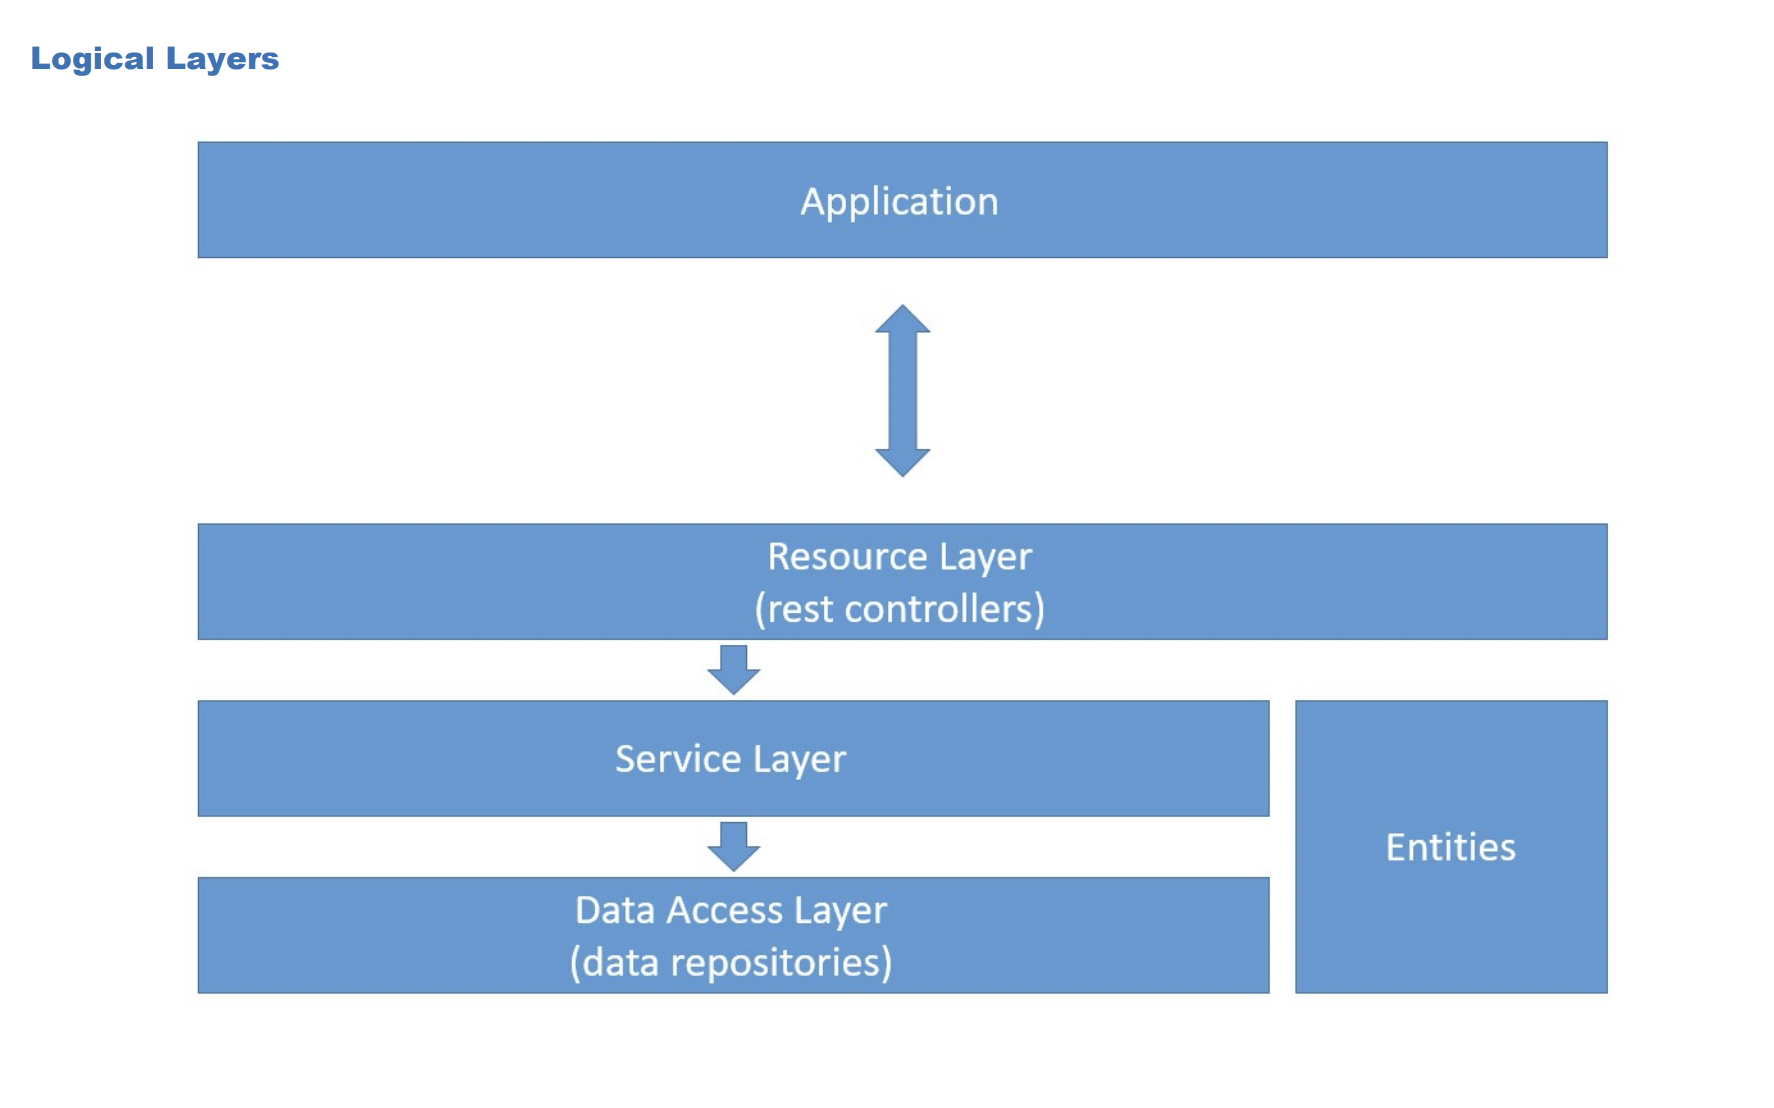 Logical Layers
Application
Resource Layer
(rest controllers)
Service Layer
Entities
Data Access Layer
(data repositories)